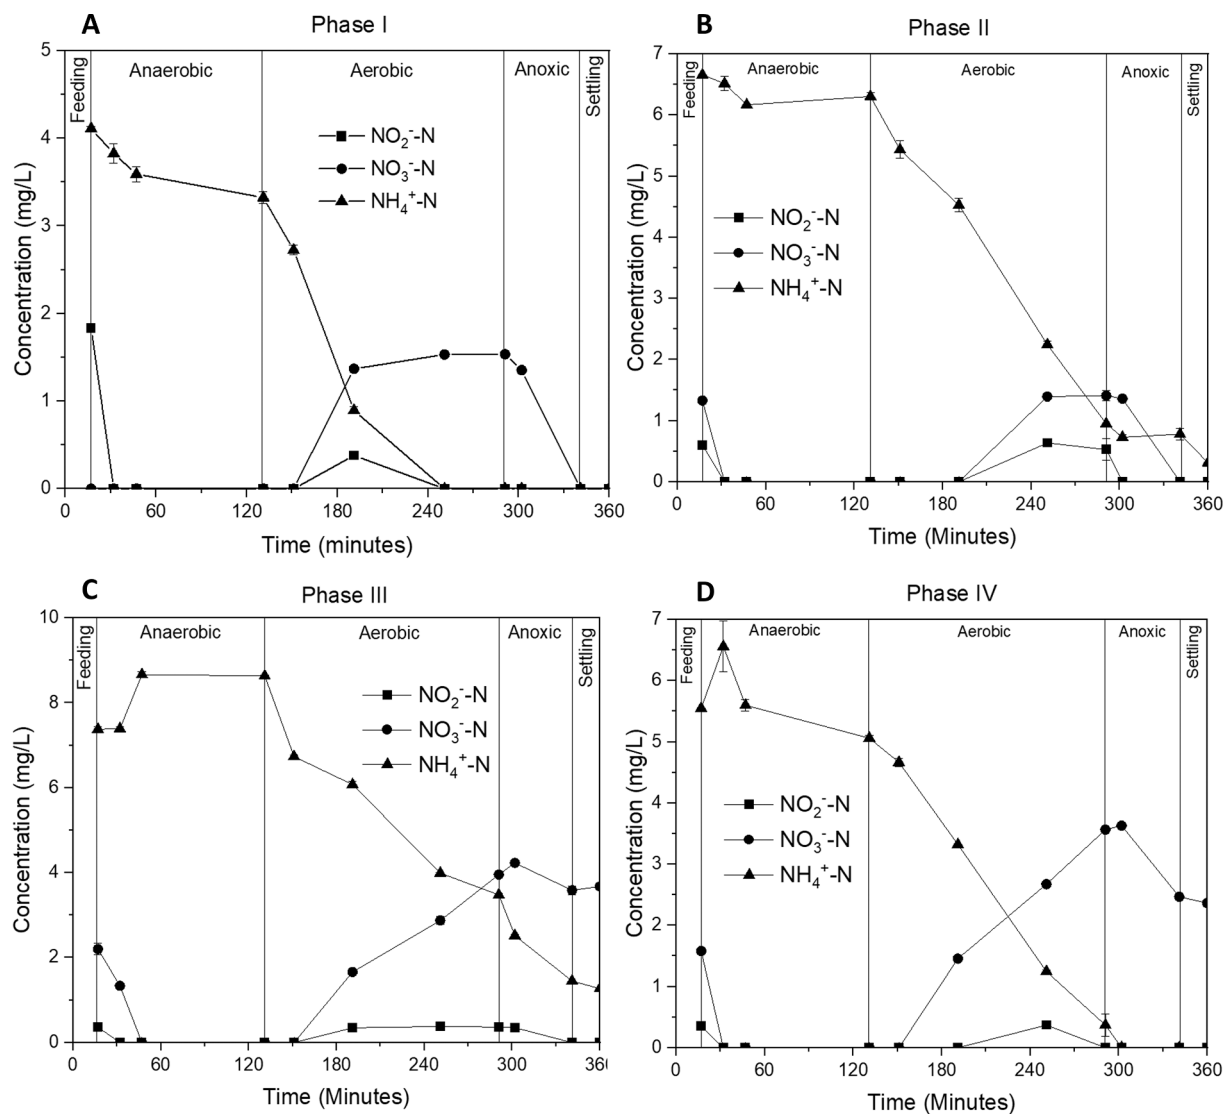 A
Phase I
Concentration (mg/L)
5
4
3
2
1
0
Feeding
Anaerobic
Aerobic
Anoxic
Settling
NO2⁻-N
NO3⁻-N
NH4⁺-N
0 60 120 180 240 300 360
Time (minutes)
B
Phase II
Concentration (mg/L)
7
6
5
4
3
2
1
0
Feeding
Anaerobic
Aerobic
Anoxic
Settling
NO2⁻-N
NO3⁻-N
NH4⁺-N
0 60 120 180 240 300 360
Time (Minutes)
C
Phase III
Concentration (mg/L)
10
8
6
4
2
0
Feeding
Anaerobic
Aerobic
Anoxic
Settling
NO2⁻-N
NO3⁻-N
NH4⁺-N
0 60 120 180 240 300 360
Time (Minutes)
D
Phase IV
Concentration (mg/L)
7
6
5
4
3
2
1
0
Feeding
Anaerobic
Aerobic
Anoxic
Settling
NO2⁻-N
NO3⁻-N
NH4⁺-N
0 60 120 180 240 300 360
Time (Minutes)